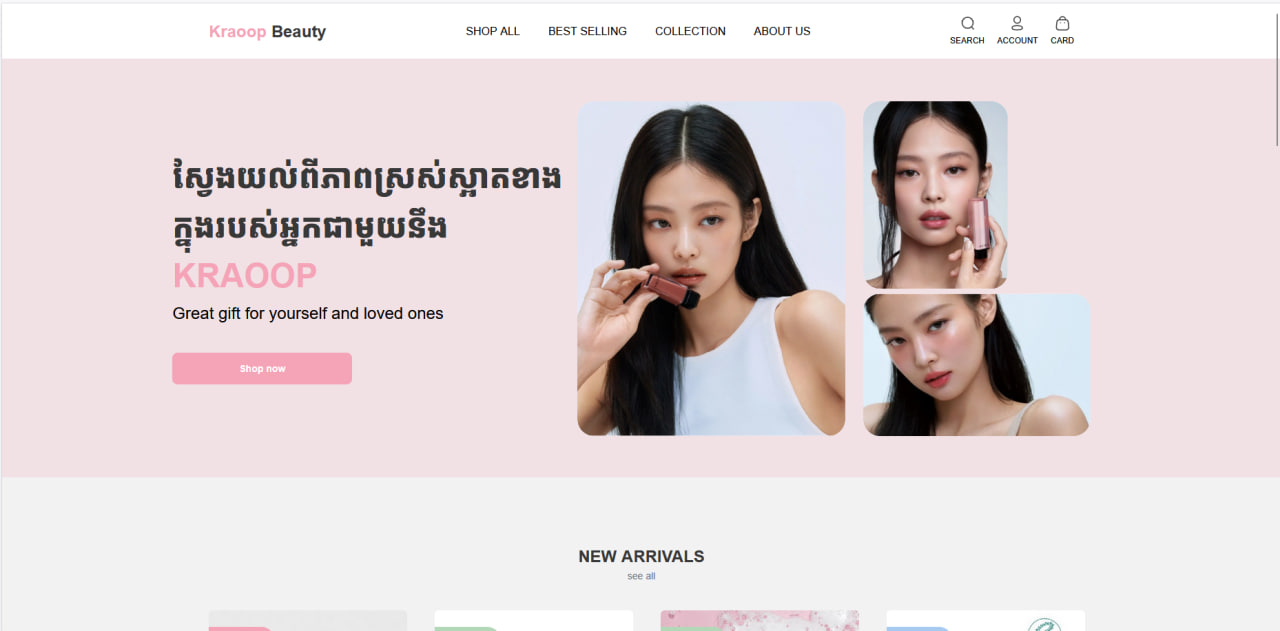 Kraoop Beauty
SHOP ALL
BEST SELLING
COLLECTION
ABOUT US
SEARCH
ACCOUNT
CARD
ស្វែងយល់ពីភាពស្រស់ស្អាតខាង
ក្នុងរបស់អ្នកជាមួយនឹង
KRAOOP
Great gift for yourself and loved ones
Shop now
NEW ARRIVALS
see all